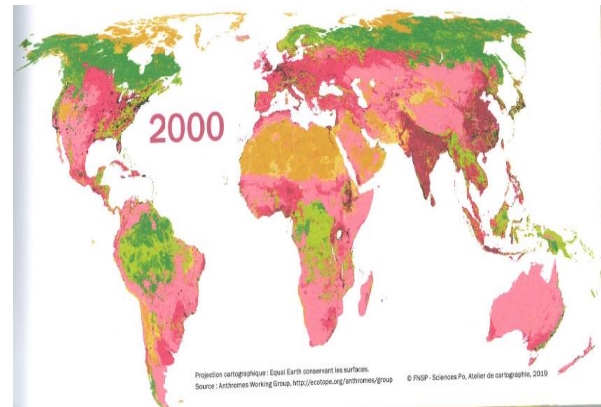 2000
Projection cartographique : Equal Earth conservant les surfaces.
Source : Anthromes Working Group, http://ecotope.org/anthromes/group © FNSP - Sciences Po, Atelier de cartographie, 2019